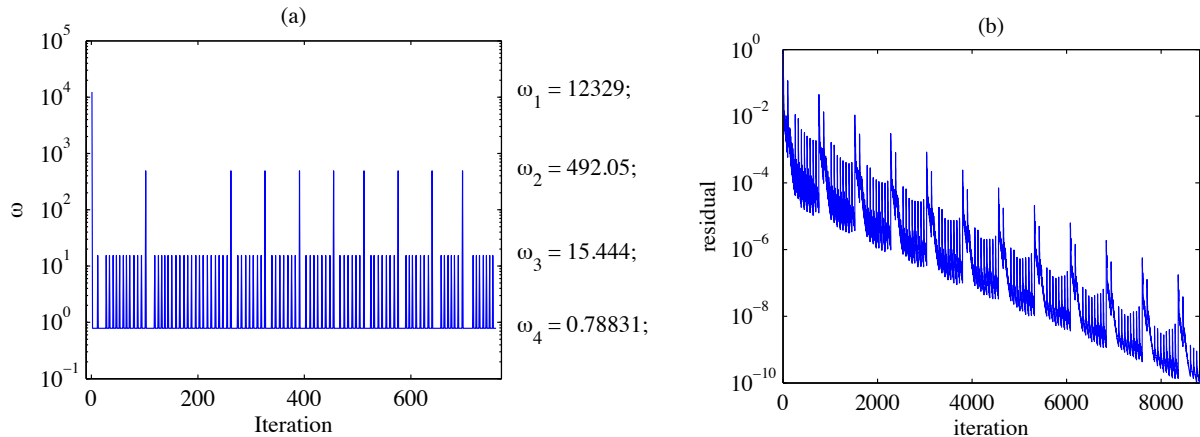 (a)
10^5
10^4
10^3
10^2
10^1
10^0
10^−1
ω
0
200
400
600
Iteration
ω_1 = 12329;
ω_2 = 492.05;
ω_3 = 15.444;
ω_4 = 0.78831;
(b)
10^0
10^−2
10^−4
10^−6
10^−8
10^−10
residual
0
2000
4000
6000
8000
iteration